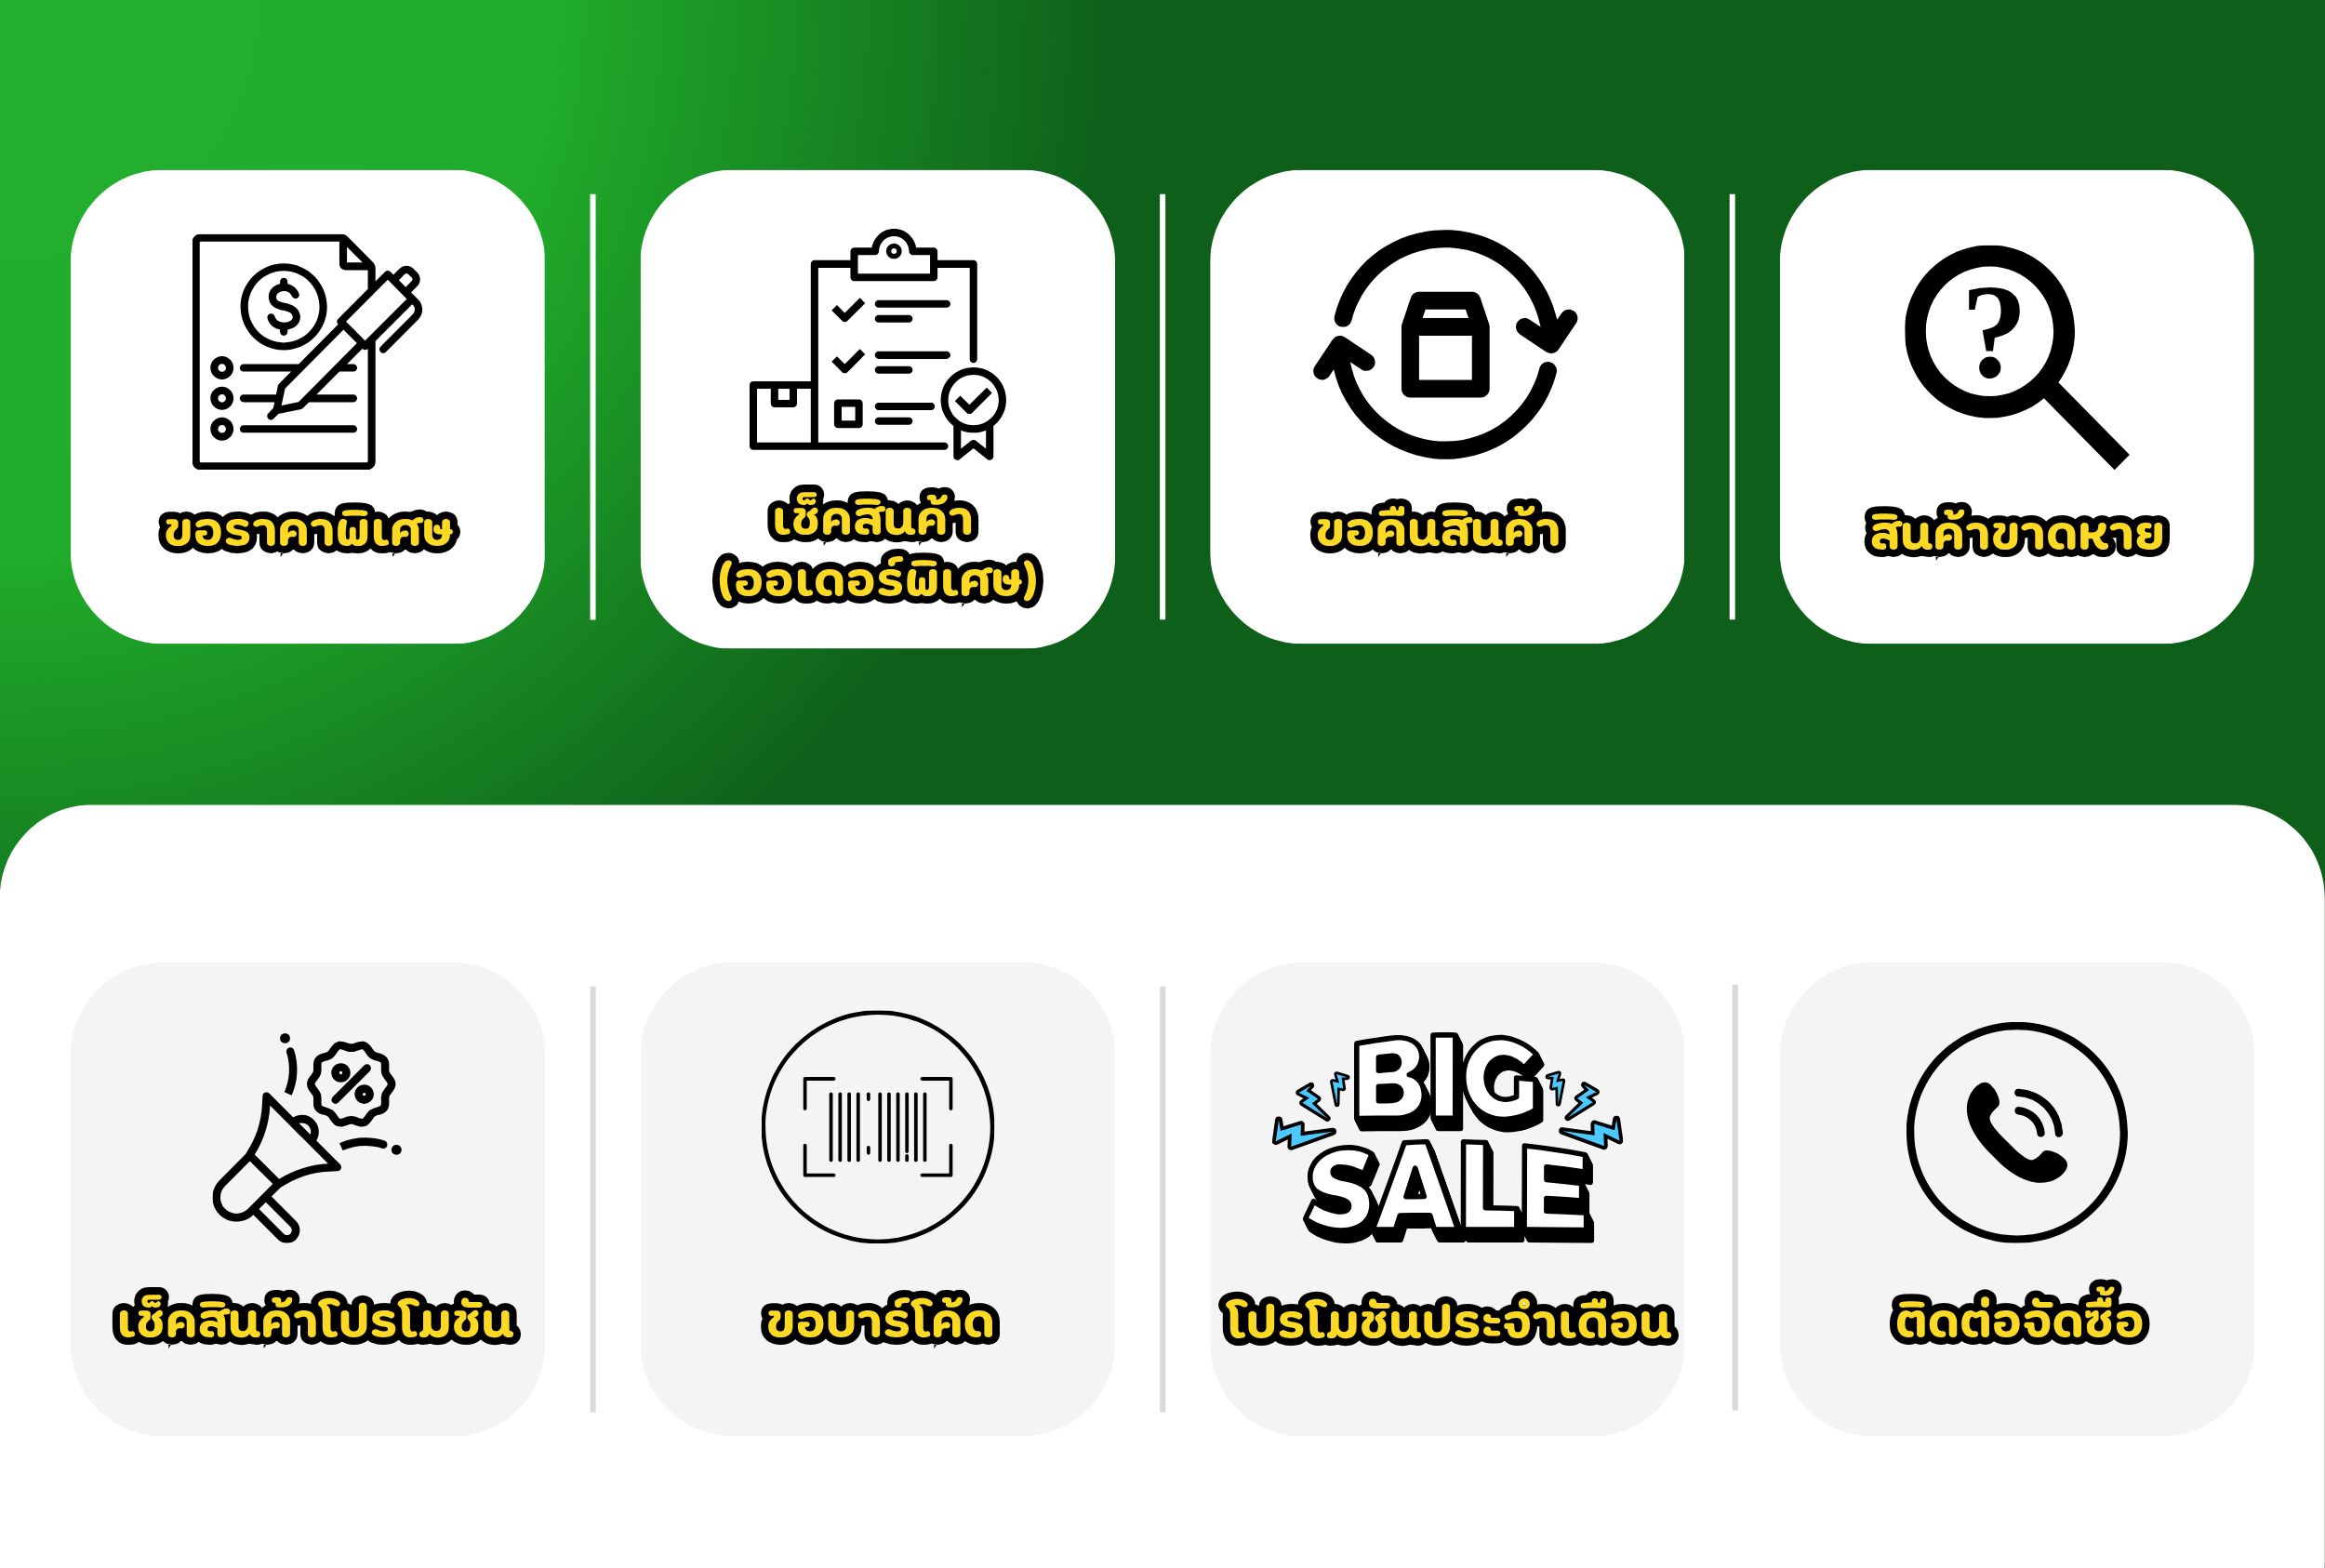 ขอราคาพิเศษ
เช็คสินค้า
(ออเดอร์พิเศษ)
ขอคืนสินค้า
?
สินค้าขาดหาย
เช็คสินค้าโปรโมชั่น
ขอบาร์โค้ด
BIG
SALE
โปรโมชั่นประจำเดือน
ติดต่อจัดซื้อ